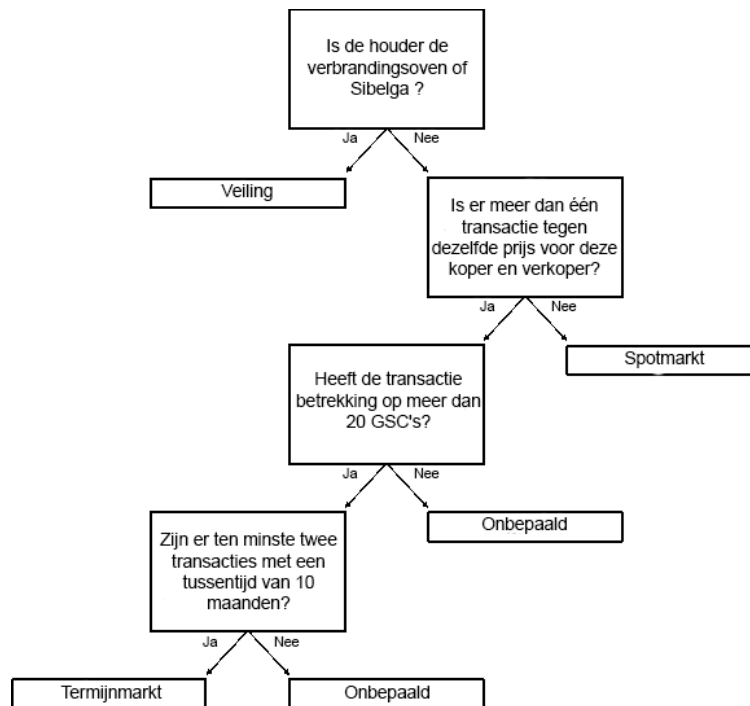 Is de houder de
verbrandingsoven of
Sibelga ?
Ja
Nee
Veiling
Is er meer dan één
transactie tegen
dezelfde prijs voor deze
koper en verkoper?
Ja
Nee
Spotmarkt
Heeft de transactie
betrekking op meer dan
20 GSC's?
Ja
Nee
Onbepaald
Zijn er ten minste twee
transacties met een
tussentijd van 10
maanden?
Ja
Nee
Termijnmarkt
Onbepaald